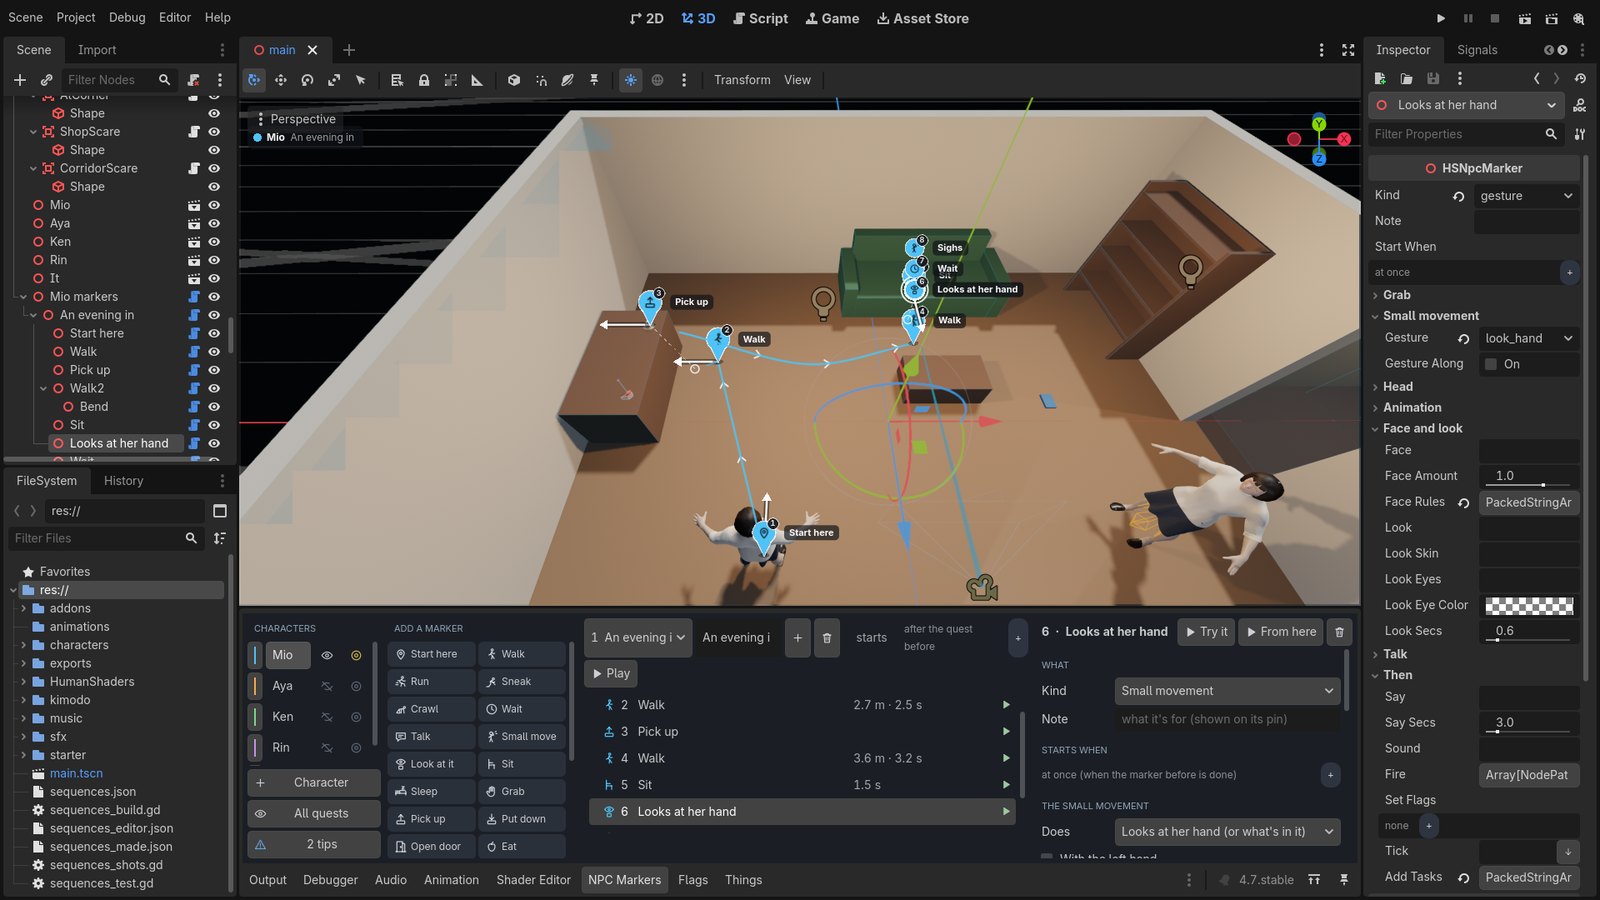 Scene Project Debug Editor Help
2D 3D Script Game Asset Store
Scene Import
main
Inspector Signals
Filter Nodes
Transform View
Looks at her hand
Filter Properties
Shape
ShopScare
Shape
CorridorScare
Shape
Mio
Aya
Ken
Rin
It
Mio markers
An evening in
Start here
Walk
Pick up
Walk2
Bend
Sit
Looks at her hand
Perspective
Mio An evening in
8 Sighs
7 Wait
6 Looks at her hand
4 Walk
3 Pick up
2 Walk
1 Start here
Y
X
Z
FileSystem History
res://
Filter Files
Favorites
res://
addons
animations
characters
exports
HumanShaders
kimodo
music
sfx
starter
main.tscn
sequences.json
sequences_build.gd
sequences_editor.json
sequences_made.json
sequences_shots.gd
sequences_test.gd
CHARACTERS
Mio
Aya
Ken
Rin
+ Character
All quests
2 tips
ADD A MARKER
Start here Walk
Run Sneak
Crawl Wait
Talk Small move
Look at it Sit
Sleep Grab
Pick up Put down
Open door Eat
1 An evening i An evening i + starts after the quest before +
Play
2 Walk 2.7 m · 2.5 s
3 Pick up
4 Walk 3.6 m · 3.2 s
5 Sit 1.5 s
6 Looks at her hand
6 · Looks at her hand Try it From here
WHAT
Kind Small movement
Note what it's for (shown on its pin)
STARTS WHEN
at once (when the marker before is done) +
THE SMALL MOVEMENT
Does Looks at her hand (or what's in it)
With the left hand
Output Debugger Audio Animation Shader Editor NPC Markers Flags Things
4.7.stable
HSNpcMarker
Kind gesture
Note
Start When
at once +
Grab
Small movement
Gesture look_hand
Gesture Along On
Head
Animation
Face and look
Face
Face Amount 1.0
Face Rules PackedStringAr
Look
Look Skin
Look Eyes
Look Eye Color
Look Secs 0.6
Talk
Then
Say
Say Secs 3.0
Sound
Fire Array[NodePat
Set Flags
none +
Tick
Add Tasks PackedStringAr